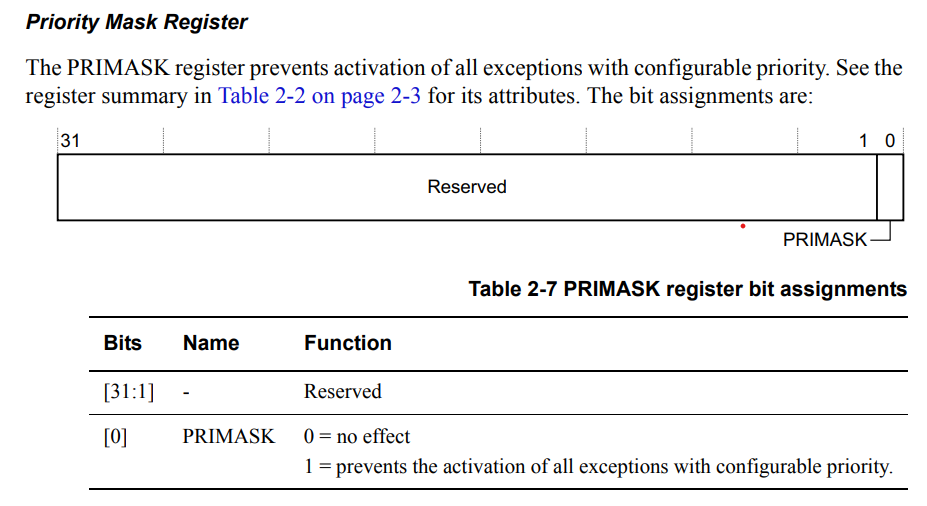 Priority Mask Register
The PRIMASK register prevents activation of all exceptions with configurable priority. See the
register summary in Table 2-2 on page 2-3 for its attributes. The bit assignments are:
31 1 0
Reserved
PRIMASK
Table 2-7 PRIMASK register bit assignments
Bits Name Function
[31:1] - Reserved
[0] PRIMASK 0 = no effect
1 = prevents the activation of all exceptions with configurable priority.